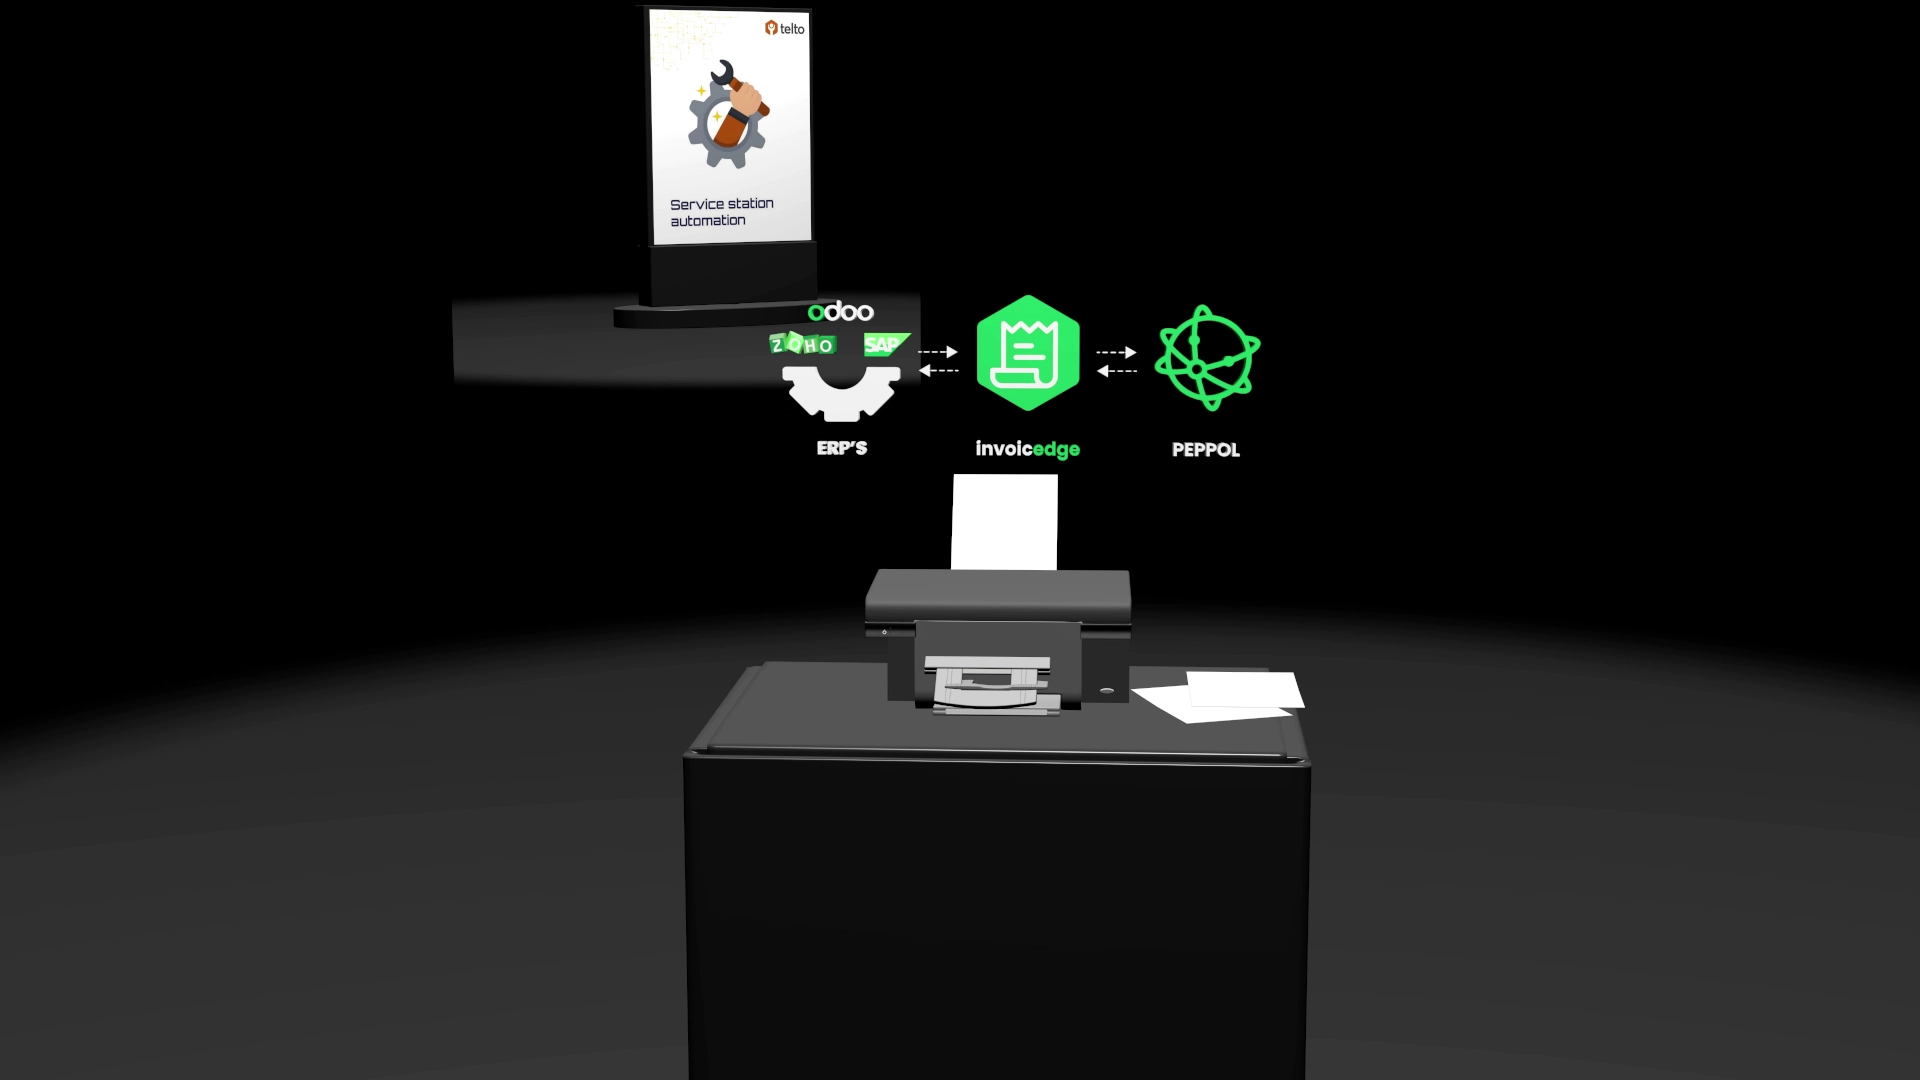 telto
Service station
automation
odoo
ZOHO SAP
ERP'S
invoicedge
PEPPOL